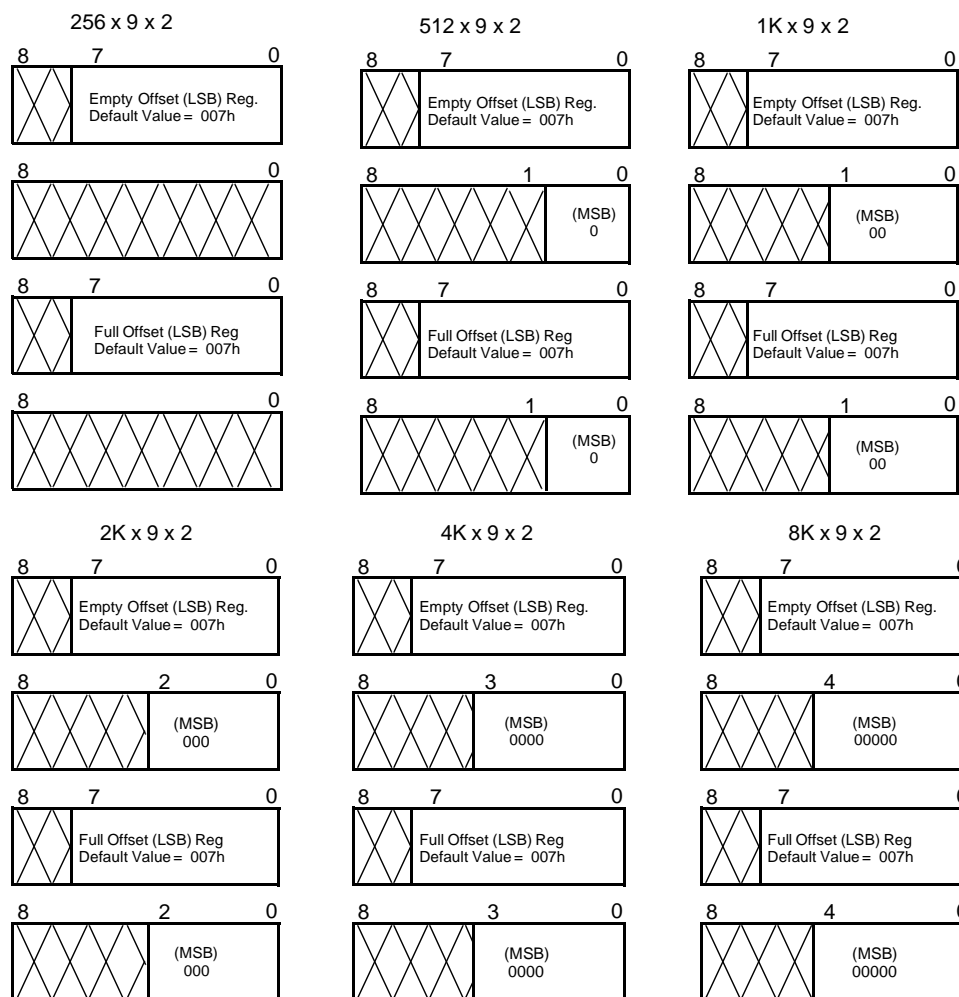 256 x 9 x 2
8 7 0
Empty Offset (LSB) Reg.
Default Value = 007h
8 0
8 7 0
Full Offset (LSB) Reg
Default Value = 007h
8 0
512 x 9 x 2
8 7 0
Empty Offset (LSB) Reg.
Default Value = 007h
8 1 0
(MSB)
0
8 7 0
Full Offset (LSB) Reg
Default Value = 007h
8 1 0
(MSB)
0
1K x 9 x 2
8 7 0
Empty Offset (LSB) Reg.
Default Value = 007h
8 1 0
(MSB)
00
8 7 0
Full Offset (LSB) Reg
Default Value = 007h
8 1 0
(MSB)
00
2K x 9 x 2
8 7 0
Empty Offset (LSB) Reg.
Default Value = 007h
8 2 0
(MSB)
000
8 7 0
Full Offset (LSB) Reg
Default Value = 007h
8 2 0
(MSB)
000
4K x 9 x 2
8 7 0
Empty Offset (LSB) Reg.
Default Value = 007h
8 3 0
(MSB)
0000
8 7 0
Full Offset (LSB) Reg
Default Value = 007h
8 3 0
(MSB)
0000
8K x 9 x 2
8 7
Empty Offset (LSB) Reg.
Default Value = 007h
8 4
(MSB)
00000
8 7
Full Offset (LSB) Reg
Default Value = 007h
8 4
(MSB)
00000